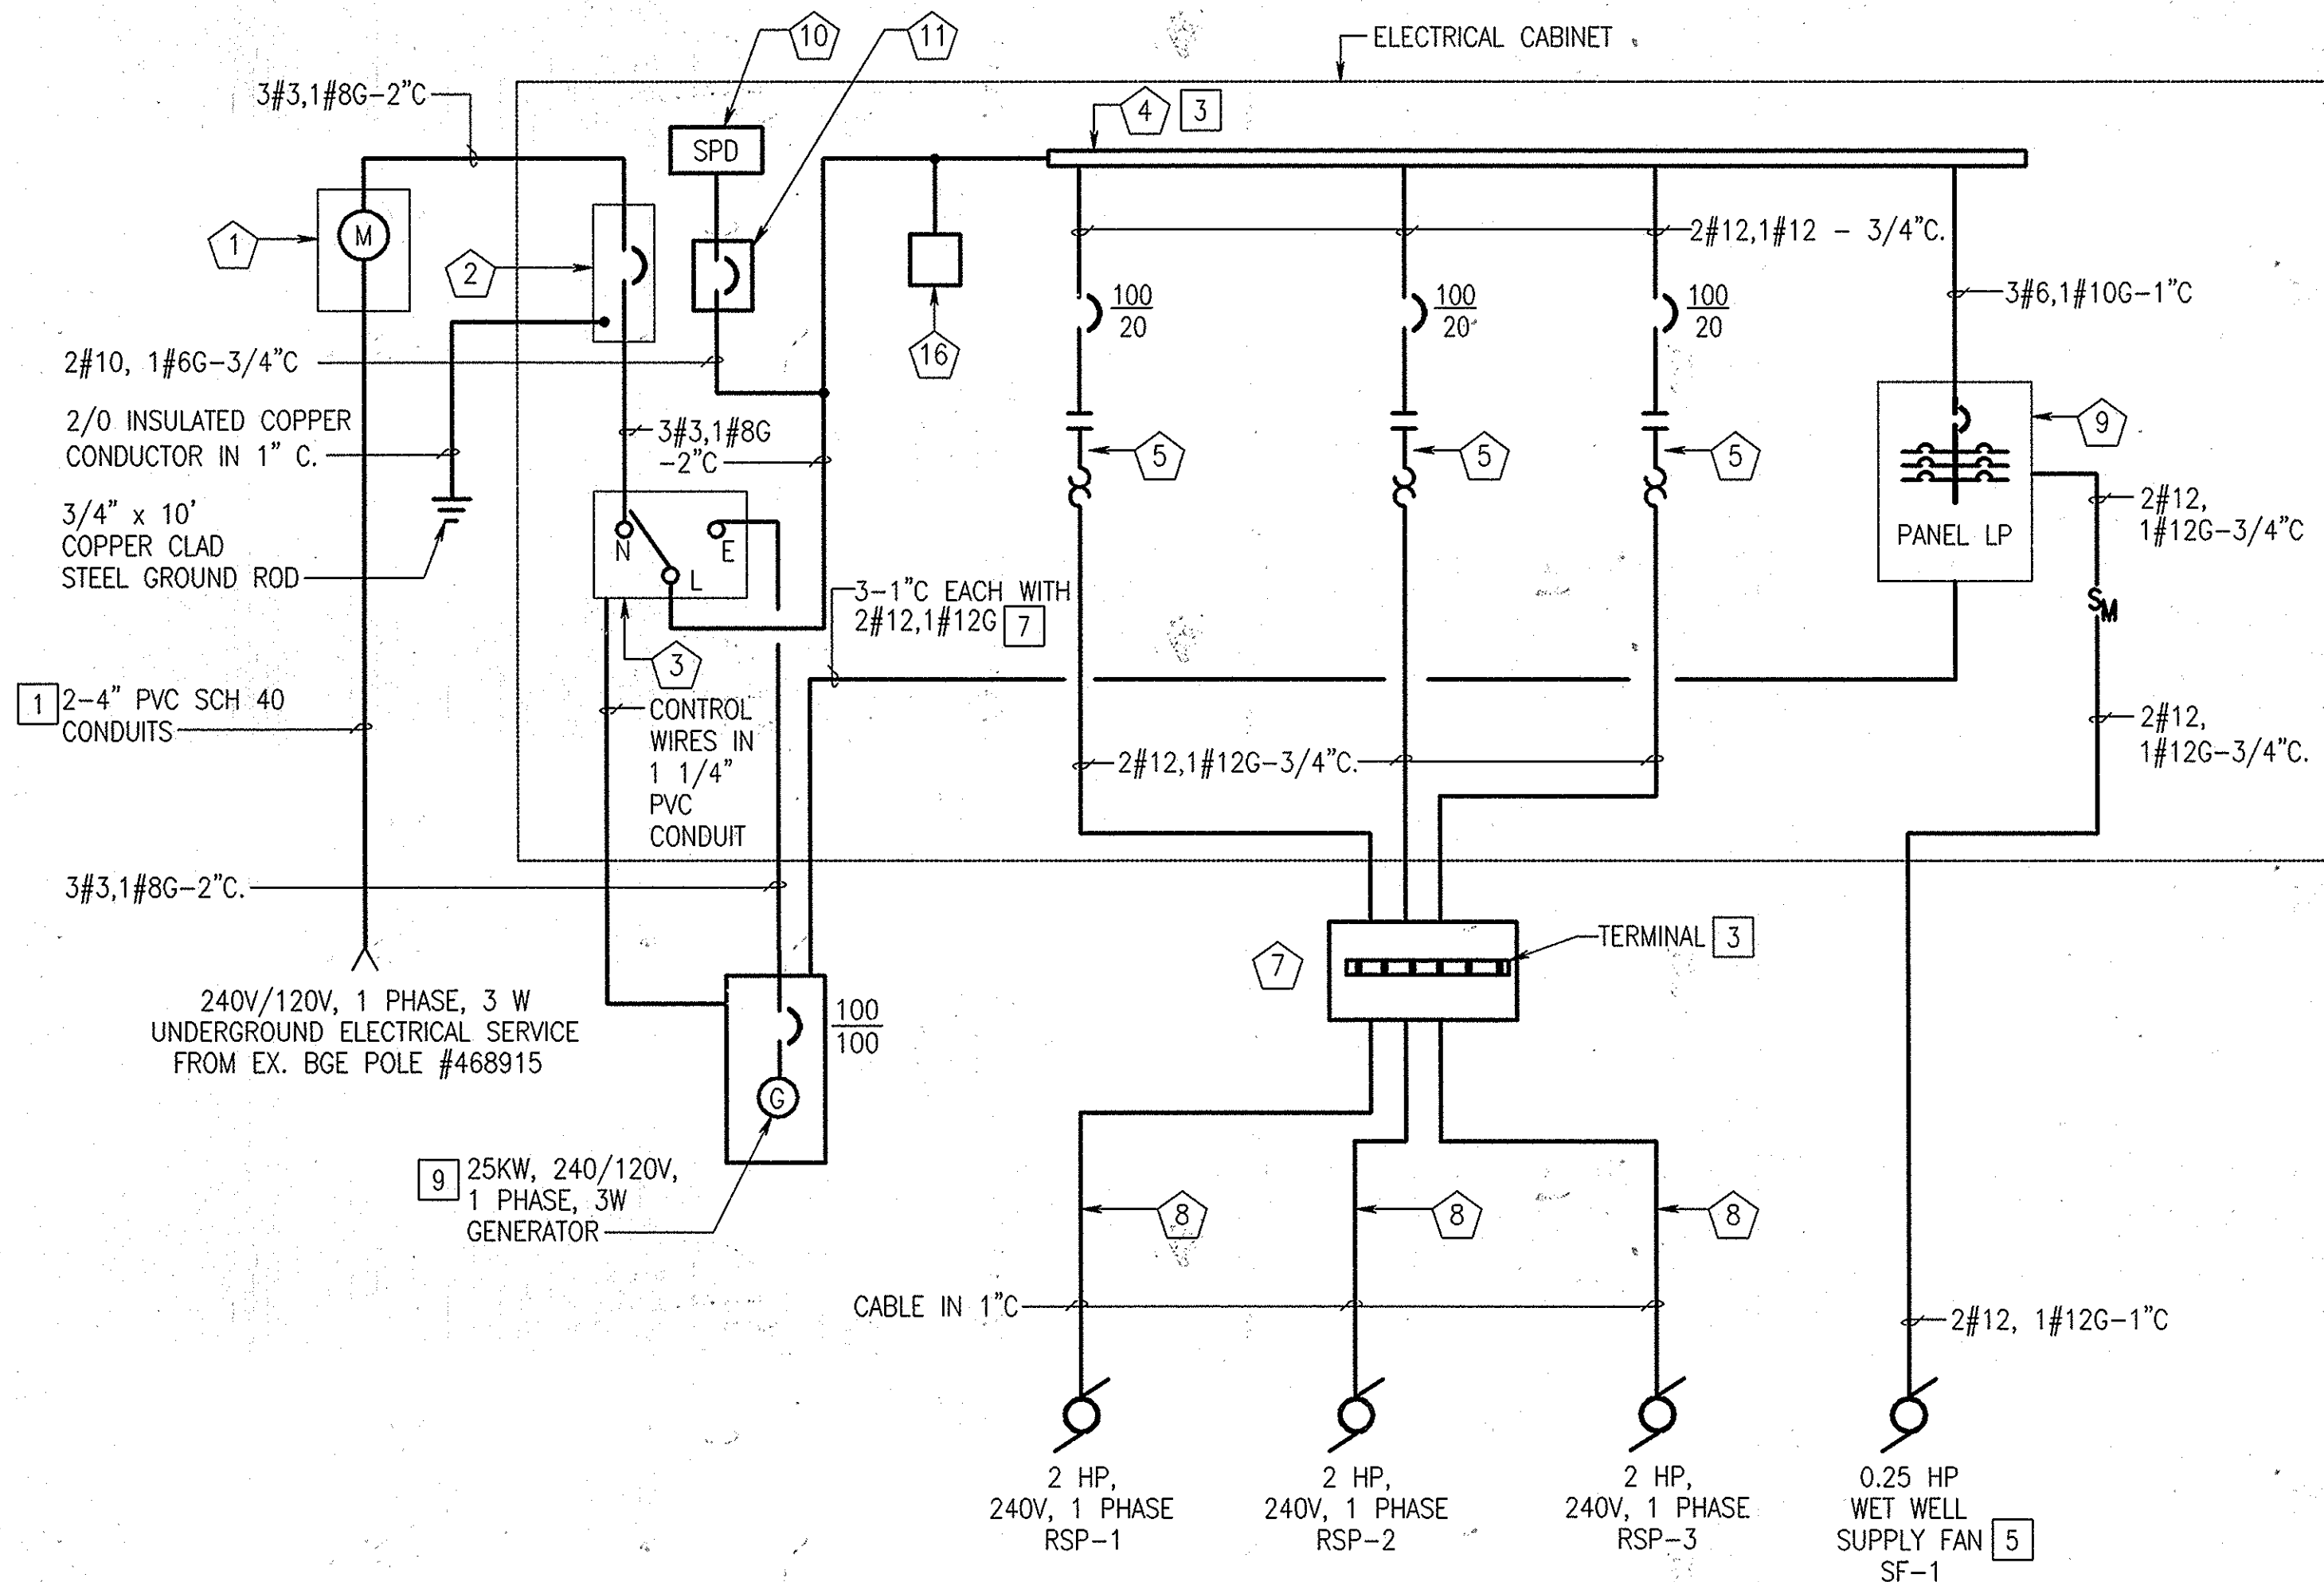 10
11
ELECTRICAL CABINET
3#3,1#8G-2"C
4
3
SPD
1
M
2
2#12,1#12 - 3/4"C.
100
20
100
20
100
20
3#6,1#10G-1"C
16
2#10, 1#6G-3/4"C
2/0 INSULATED COPPER
CONDUCTOR IN 1" C.
3#3,1#8G
-2"C
5
5
5
9
3/4" x 10'
COPPER CLAD
STEEL GROUND ROD
N
E
L
PANEL LP
2#12,
1#12G-3/4"C
3-1"C EACH WITH
2#12,1#12G
7
SM
3
1
2-4" PVC SCH 40
CONDUITS
CONTROL
WIRES IN
1 1/4"
PVC
CONDUIT
2#12,1#12G-3/4"C.
2#12,
1#12G-3/4"C.
3#3,1#8G-2"C.
7
TERMINAL
3
240V/120V, 1 PHASE, 3 W
UNDERGROUND ELECTRICAL SERVICE
FROM EX. BGE POLE #468915
100
100
G
9
25KW, 240/120V,
1 PHASE, 3W
GENERATOR
8
8
8
CABLE IN 1"C
2#12, 1#12G-1"C
2 HP,
240V, 1 PHASE
RSP-1
2 HP,
240V, 1 PHASE
RSP-2
2 HP,
240V, 1 PHASE
RSP-3
0.25 HP
WET WELL
SUPPLY FAN
5
SF-1